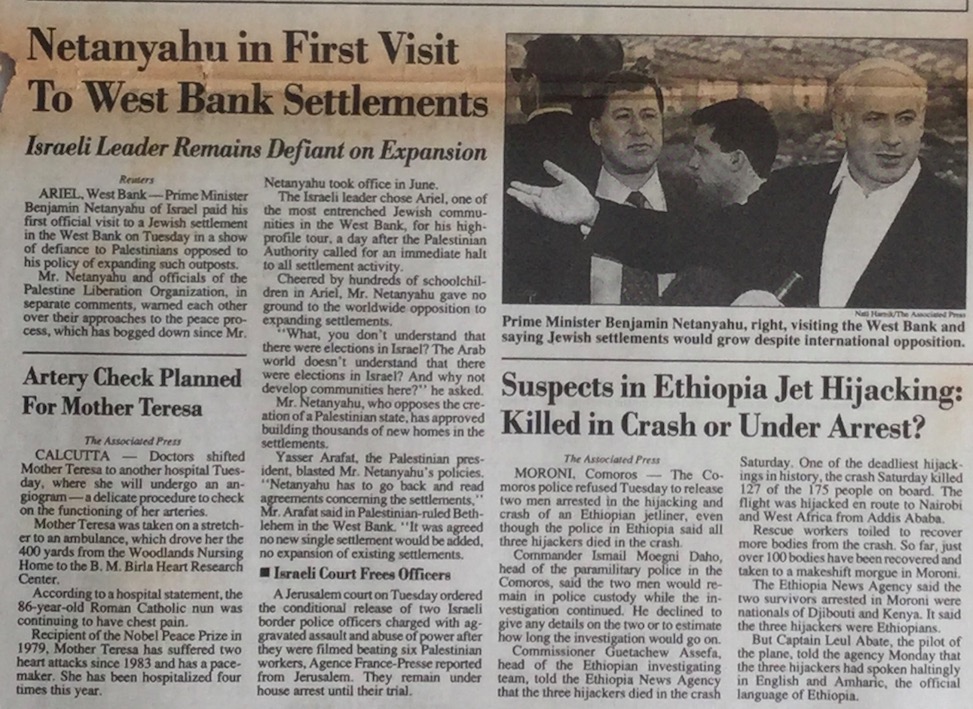 Netanyahu in First Visit
To West Bank Settlements
Israeli Leader Remains Defiant on Expansion
Reuters
ARIEL, West Bank — Prime Minister
Benjamin Netanyahu of Israel paid his
first official visit to a Jewish settlement
in the West Bank on Tuesday in a show
of defiance to Palestinians opposed to
his policy of expanding such outposts.
Mr. Netanyahu and officials of the
Palestine Liberation Organization, in
separate comments, warned each other
over their approaches to the peace pro-
cess, which has bogged down since Mr.
Netanyahu took office in June.
The Israeli leader chose Ariel, one of
the most entrenched Jewish commu-
nities in the West Bank, for his high-
profile tour, a day after the Palestinian
Authority called for an immediate halt
to all settlement activity.
Cheered by hundreds of schoolchil-
dren in Ariel, Mr. Netanyahu gave no
ground to the worldwide opposition to
expanding settlements.
"What, you don't understand that
there were elections in Israel? The Arab
world doesn't understand that there
were elections in Israel? And why not
develop communities here?" he asked.
Mr. Netanyahu, who opposes the cre-
ation of a Palestinian state, has approved
building thousands of new homes in the
settlements.
Yasser Arafat, the Palestinian pres-
ident, blasted Mr. Netanyahu's policies.
"Netanyahu has to go back and read
agreements concerning the settlements,"
Mr. Arafat said in Palestinian-ruled Beth-
lehem in the West Bank. "It was agreed
no new single settlement would be added,
no expansion of existing settlements.
■ Israeli Court Frees Officers
A Jerusalem court on Tuesday ordered
the conditional release of two Israeli
border police officers charged with ag-
gravated assault and abuse of power after
they were filmed beating six Palestinian
workers, Agence France-Presse reported
from Jerusalem. They remain under
house arrest until their trial.
Nati Harnik/The Associated Press
Prime Minister Benjamin Netanyahu, right, visiting the West Bank and
saying Jewish settlements would grow despite international opposition.
Artery Check Planned
For Mother Teresa
The Associated Press
CALCUTTA — Doctors shifted
Mother Teresa to another hospital Tues-
day, where she will undergo an an-
giogram — a delicate procedure to check
on the functioning of her arteries.
Mother Teresa was taken on a stretch-
er to an ambulance, which drove her the
400 yards from the Woodlands Nursing
Home to the B. M. Birla Heart Research
Center.
According to a hospital statement, the
86-year-old Roman Catholic nun was
continuing to have chest pain.
Recipient of the Nobel Peace Prize in
1979, Mother Teresa has suffered two
heart attacks since 1983 and has a pace-
maker. She has been hospitalized four
times this year.
Suspects in Ethiopia Jet Hijacking:
Killed in Crash or Under Arrest?
The Associated Press
MORONI, Comoros — The Co-
moros police refused Tuesday to release
two men arrested in the hijacking and
crash of an Ethiopian jetliner, even
though the police in Ethiopia said all
three hijackers died in the crash.
Commander Ismail Moegni Daho,
head of the paramilitary police in the
Comoros, said the two men would re-
main in police custody while the in-
vestigation continued. He declined to
give any details on the two or to estimate
how long the investigation would go on.
Commissioner Guetachew Assefa,
head of the Ethiopian investigating
team, told the Ethiopia News Agency
that the three hijackers died in the crash
Saturday. One of the deadliest hijack-
ings in history, the crash Saturday killed
127 of the 175 people on board. The
flight was hijacked en route to Nairobi
and West Africa from Addis Ababa.
Rescue workers toiled to recover
more bodies from the crash. So far, just
over 100 bodies have been recovered and
taken to a makeshift morgue in Moroni.
The Ethiopia News Agency said the
two survivors arrested in Moroni were
nationals of Djibouti and Kenya. It said
the three hijackers were Ethiopians.
But Captain Leul Abate, the pilot of
the plane, told the agency Monday that
the three hijackers had spoken haltingly
in English and Amharic, the official
language of Ethiopia.